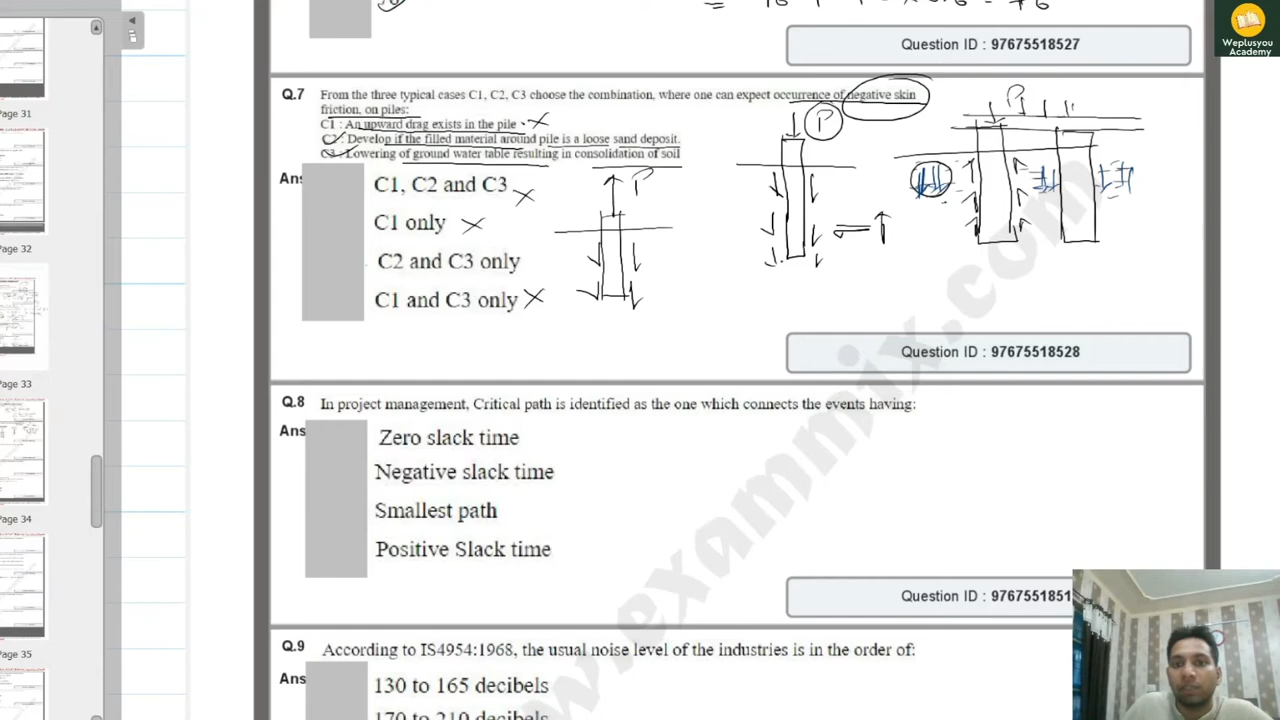 Weplusyou
Academy
Question ID : 97675518527
Q.7 From the three typical cases C1, C2, C3 choose the combination, where one can expect occurrence of negative skin
friction, on piles:
C1 : An upward drag exists in the pile
C2 : Develop if the filled material around pile is a loose sand deposit.
C3 : Lowering of ground water table resulting in consolidation of soil
Ans
C1, C2 and C3
C1 only
C2 and C3 only
C1 and C3 only
P
P
P
Question ID : 97675518528
Q.8 In project management, Critical path is identified as the one which connects the events having:
Ans
Zero slack time
Negative slack time
Smallest path
Positive Slack time
Question ID : 9767551851
Q.9 According to IS4954:1968, the usual noise level of the industries is in the order of:
Ans
130 to 165 decibels
170 to 210 decibels
Page 31
Page 32
Page 33
Page 34
Page 35
www.exammix.com